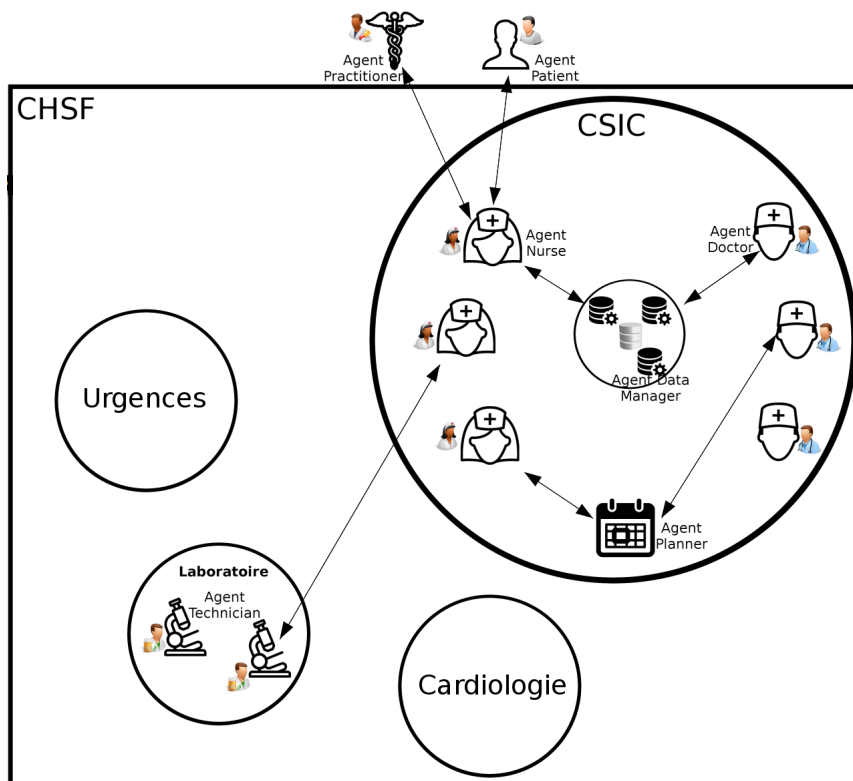 Agent
Practitioner
Agent
Patient
CHSF
CSIC
Agent
Nurse
Agent
Doctor
Agent Data
Manager
Urgences
Agent
Planner
Laboratoire
Agent
Technician
Cardiologie